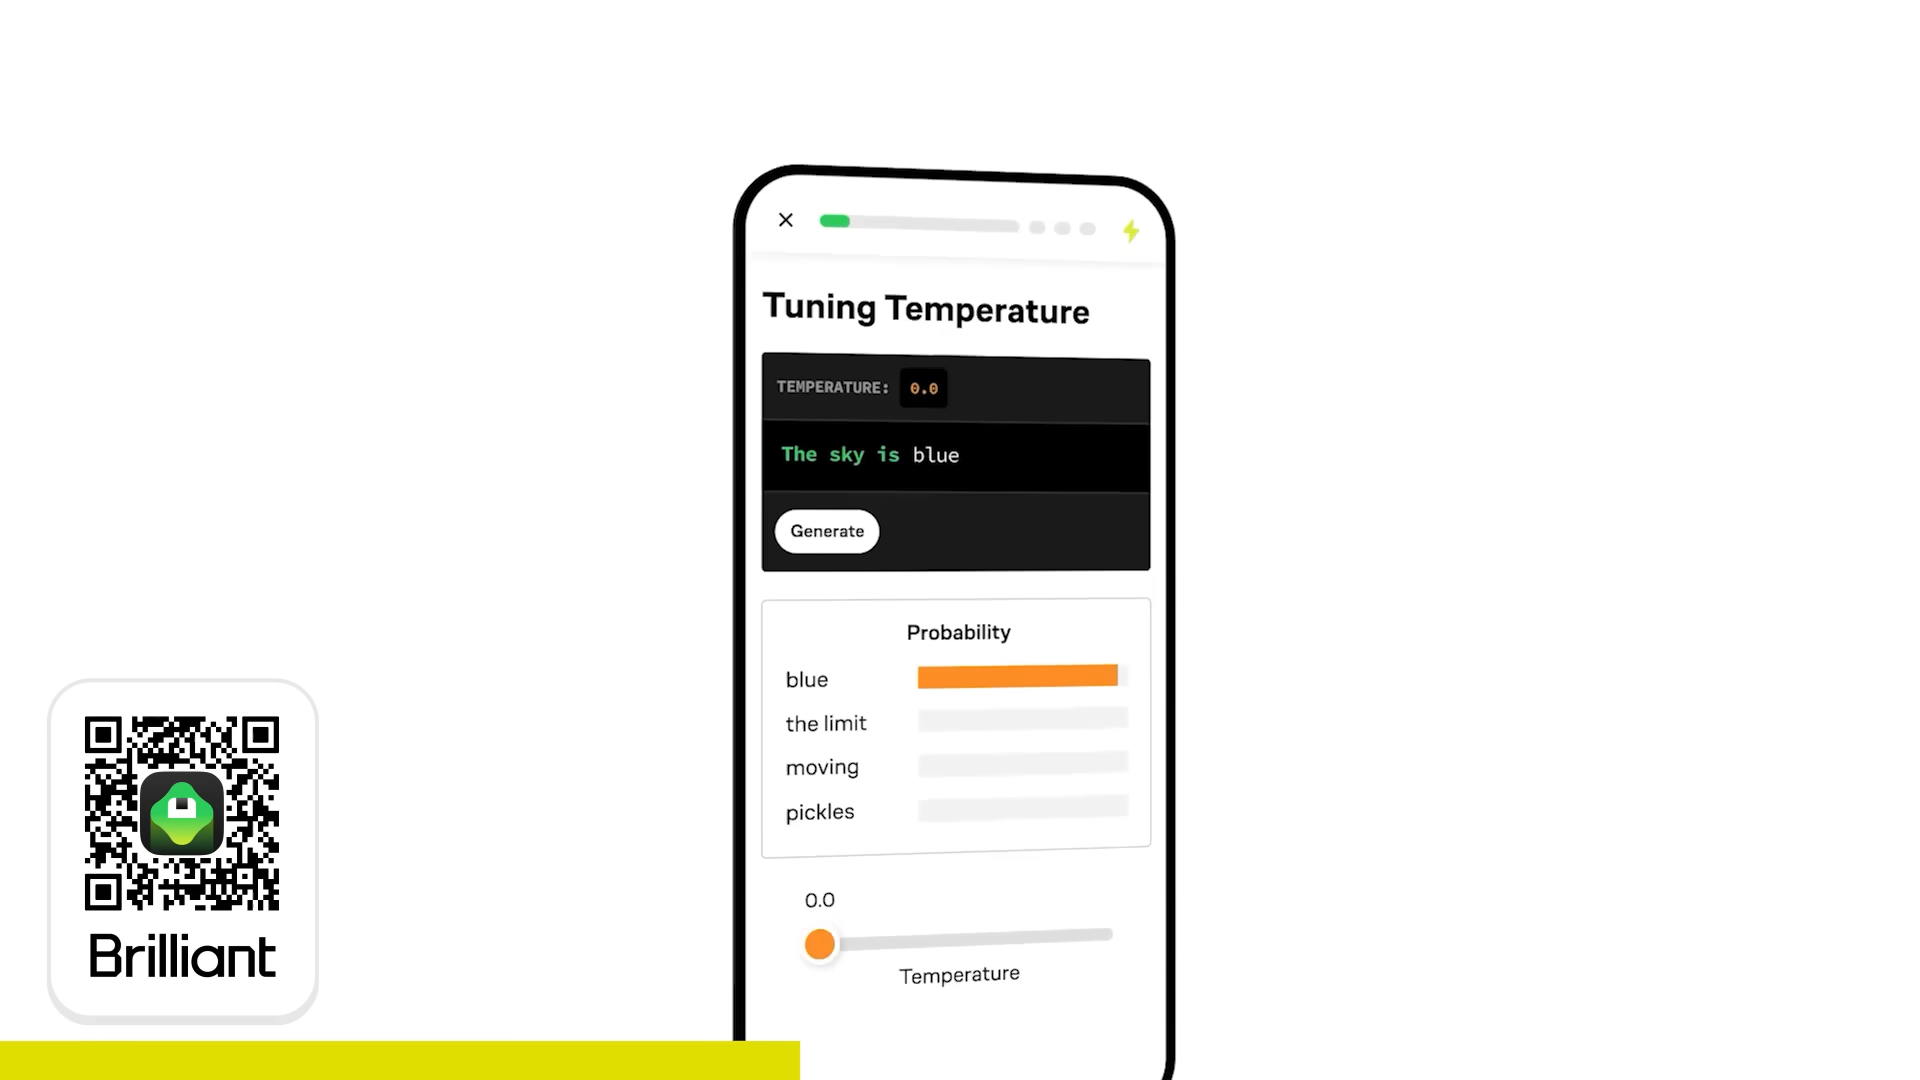 Tuning Temperature
TEMPERATURE: 0.0
The sky is blue
Generate
Probability
blue
the limit
moving
pickles
0.0
Temperature
Brilliant